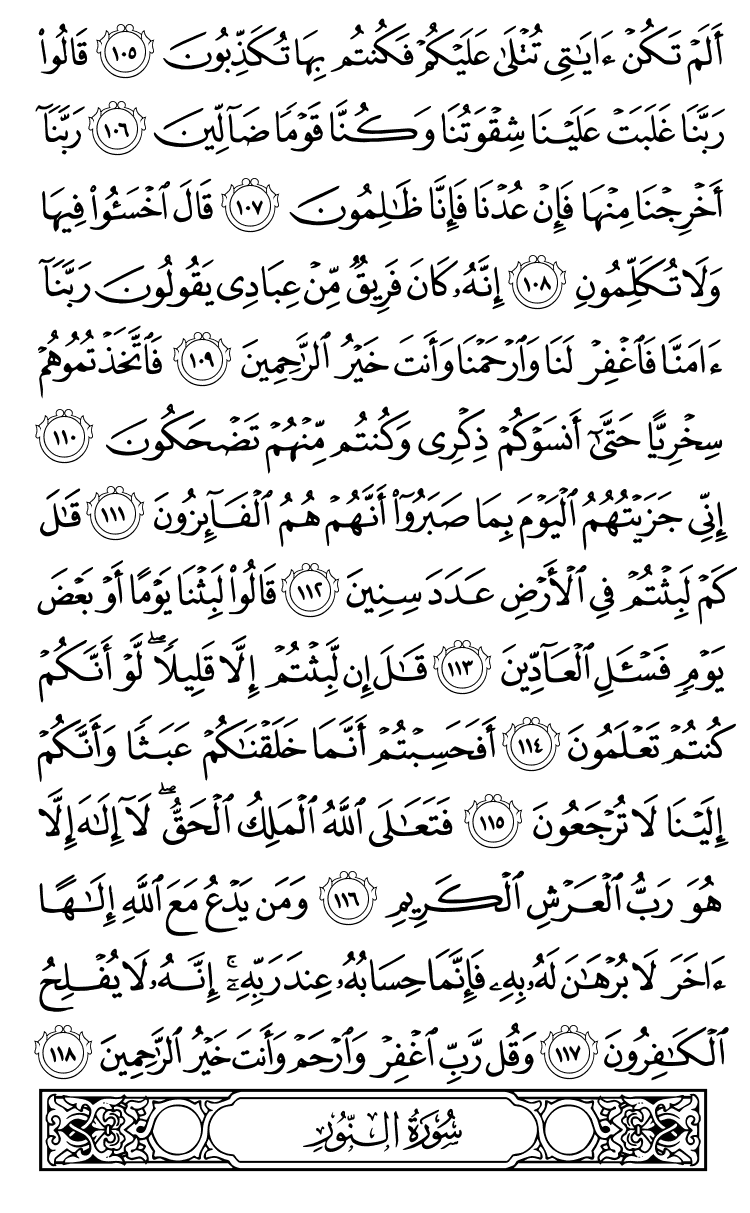 أَلَمْ تَكُنْ ءَايَـٰتِى تُتْلَىٰ عَلَيْكُمْ فَكُنتُم بِهَا تُكَذِّبُونَ ١٠٥ قَالُوا۟
رَبَّنَا غَلَبَتْ عَلَيْنَا شِقْوَتُنَا وَكُنَّا قَوْمًا ضَآلِّينَ ١٠٦ رَبَّنَآ
أَخْرِجْنَا مِنْهَا فَإِنْ عُدْنَا فَإِنَّا ظَـٰلِمُونَ ١٠٧ قَالَ ٱخْسَـُٔوا۟ فِيهَا
وَلَا تُكَلِّمُونِ ١٠٨ إِنَّهُۥ كَانَ فَرِيقٌ مِّنْ عِبَادِى يَقُولُونَ رَبَّنَآ
ءَامَنَّا فَٱغْفِرْ لَنَا وَٱرْحَمْنَا وَأَنتَ خَيْرُ ٱلرَّٰحِمِينَ ١٠٩ فَٱتَّخَذْتُمُوهُمْ
سِخْرِيًّا حَتَّىٰٓ أَنسَوْكُمْ ذِكْرِى وَكُنتُم مِّنْهُمْ تَضْحَكُونَ ١١٠
إِنِّى جَزَيْتُهُمُ ٱلْيَوْمَ بِمَا صَبَرُوٓا۟ أَنَّهُمْ هُمُ ٱلْفَآئِزُونَ ١١١ قَـٰلَ
كَمْ لَبِثْتُمْ فِى ٱلْأَرْضِ عَدَدَ سِنِينَ ١١٢ قَالُوا۟ لَبِثْنَا يَوْمًا أَوْ بَعْضَ
يَوْمٍ فَسْـَٔلِ ٱلْعَآدِّينَ ١١٣ قَـٰلَ إِن لَّبِثْتُمْ إِلَّا قَلِيلًا ۖ لَّوْ أَنَّكُمْ
كُنتُمْ تَعْلَمُونَ ١١٤ أَفَحَسِبْتُمْ أَنَّمَا خَلَقْنَـٰكُمْ عَبَثًا وَأَنَّكُمْ
إِلَيْنَا لَا تُرْجَعُونَ ١١٥ فَتَعَـٰلَى ٱللَّهُ ٱلْمَلِكُ ٱلْحَقُّ ۖ لَآ إِلَـٰهَ إِلَّا
هُوَ رَبُّ ٱلْعَرْشِ ٱلْكَرِيمِ ١١٦ وَمَن يَدْعُ مَعَ ٱللَّهِ إِلَـٰهًا
ءَاخَرَ لَا بُرْهَـٰنَ لَهُۥ بِهِۦ فَإِنَّمَا حِسَابُهُۥ عِندَ رَبِّهِۦٓ ۚ إِنَّهُۥ لَا يُفْلِحُ
ٱلْكَـٰفِرُونَ ١١٧ وَقُل رَّبِّ ٱغْفِرْ وَٱرْحَمْ وَأَنتَ خَيْرُ ٱلرَّٰحِمِينَ ١١٨
سُورَةُ النُّورِ